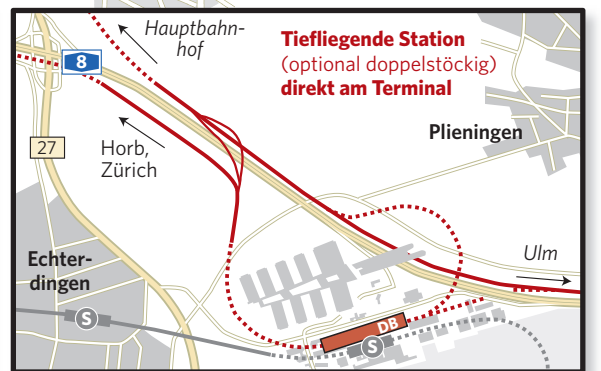 Hauptbahn-
hof
Tiefliegende Station
(optional doppelstöckig)
direkt am Terminal
8
Plieningen
27
Horb,
Zürich
Ulm
Echter-
dingen
S
DB
S